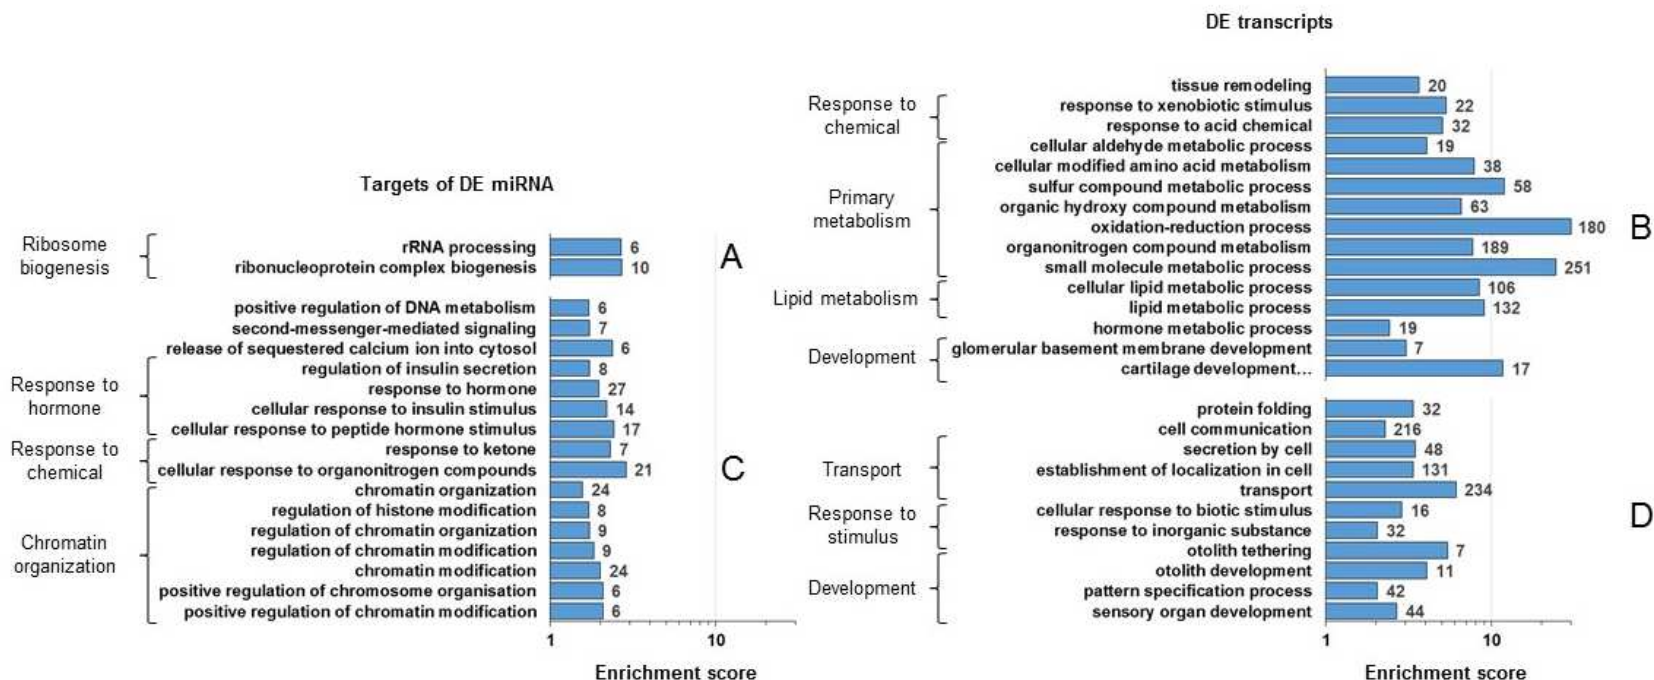 DE transcripts
tissue remodeling 20
Response to chemical
response to xenobiotic stimulus 22
response to acid chemical 32
cellular aldehyde metabolic process 19
Primary metabolism
cellular modified amino acid metabolism 38
sulfur compound metabolic process 58
organic hydroxy compound metabolism 63
oxidation-reduction process 180
organonitrogen compound metabolism 189
small molecule metabolic process 251
Lipid metabolism
cellular lipid metabolic process 106
lipid metabolic process 132
hormone metabolic process 19
Development
glomerular basement membrane development 7
cartilage development... 17
B
protein folding 32
cell communication 216
Transport
secretion by cell 48
establishment of localization in cell 131
transport 234
Response to stimulus
cellular response to biotic stimulus 16
response to inorganic substance 32
Development
otolith tethering 7
otolith development 11
pattern specification process 42
sensory organ development 44
D
1 10
Enrichment score
Targets of DE miRNA
Ribosome biogenesis
rRNA processing 6
ribonucleoprotein complex biogenesis 10
A
positive regulation of DNA metabolism 6
second-messenger-mediated signaling 7
release of sequestered calcium ion into cytosol 6
Response to hormone
regulation of insulin secretion 8
response to hormone 27
cellular response to insulin stimulus 14
cellular response to peptide hormone stimulus 17
Response to chemical
response to ketone 7
cellular response to organonitrogen compounds 21
Chromatin organization
chromatin organization 24
regulation of histone modification 8
regulation of chromatin organization 9
regulation of chromatin modification 9
chromatin modification 24
positive regulation of chromosome organisation 6
positive regulation of chromatin modification 6
C
1 10
Enrichment score